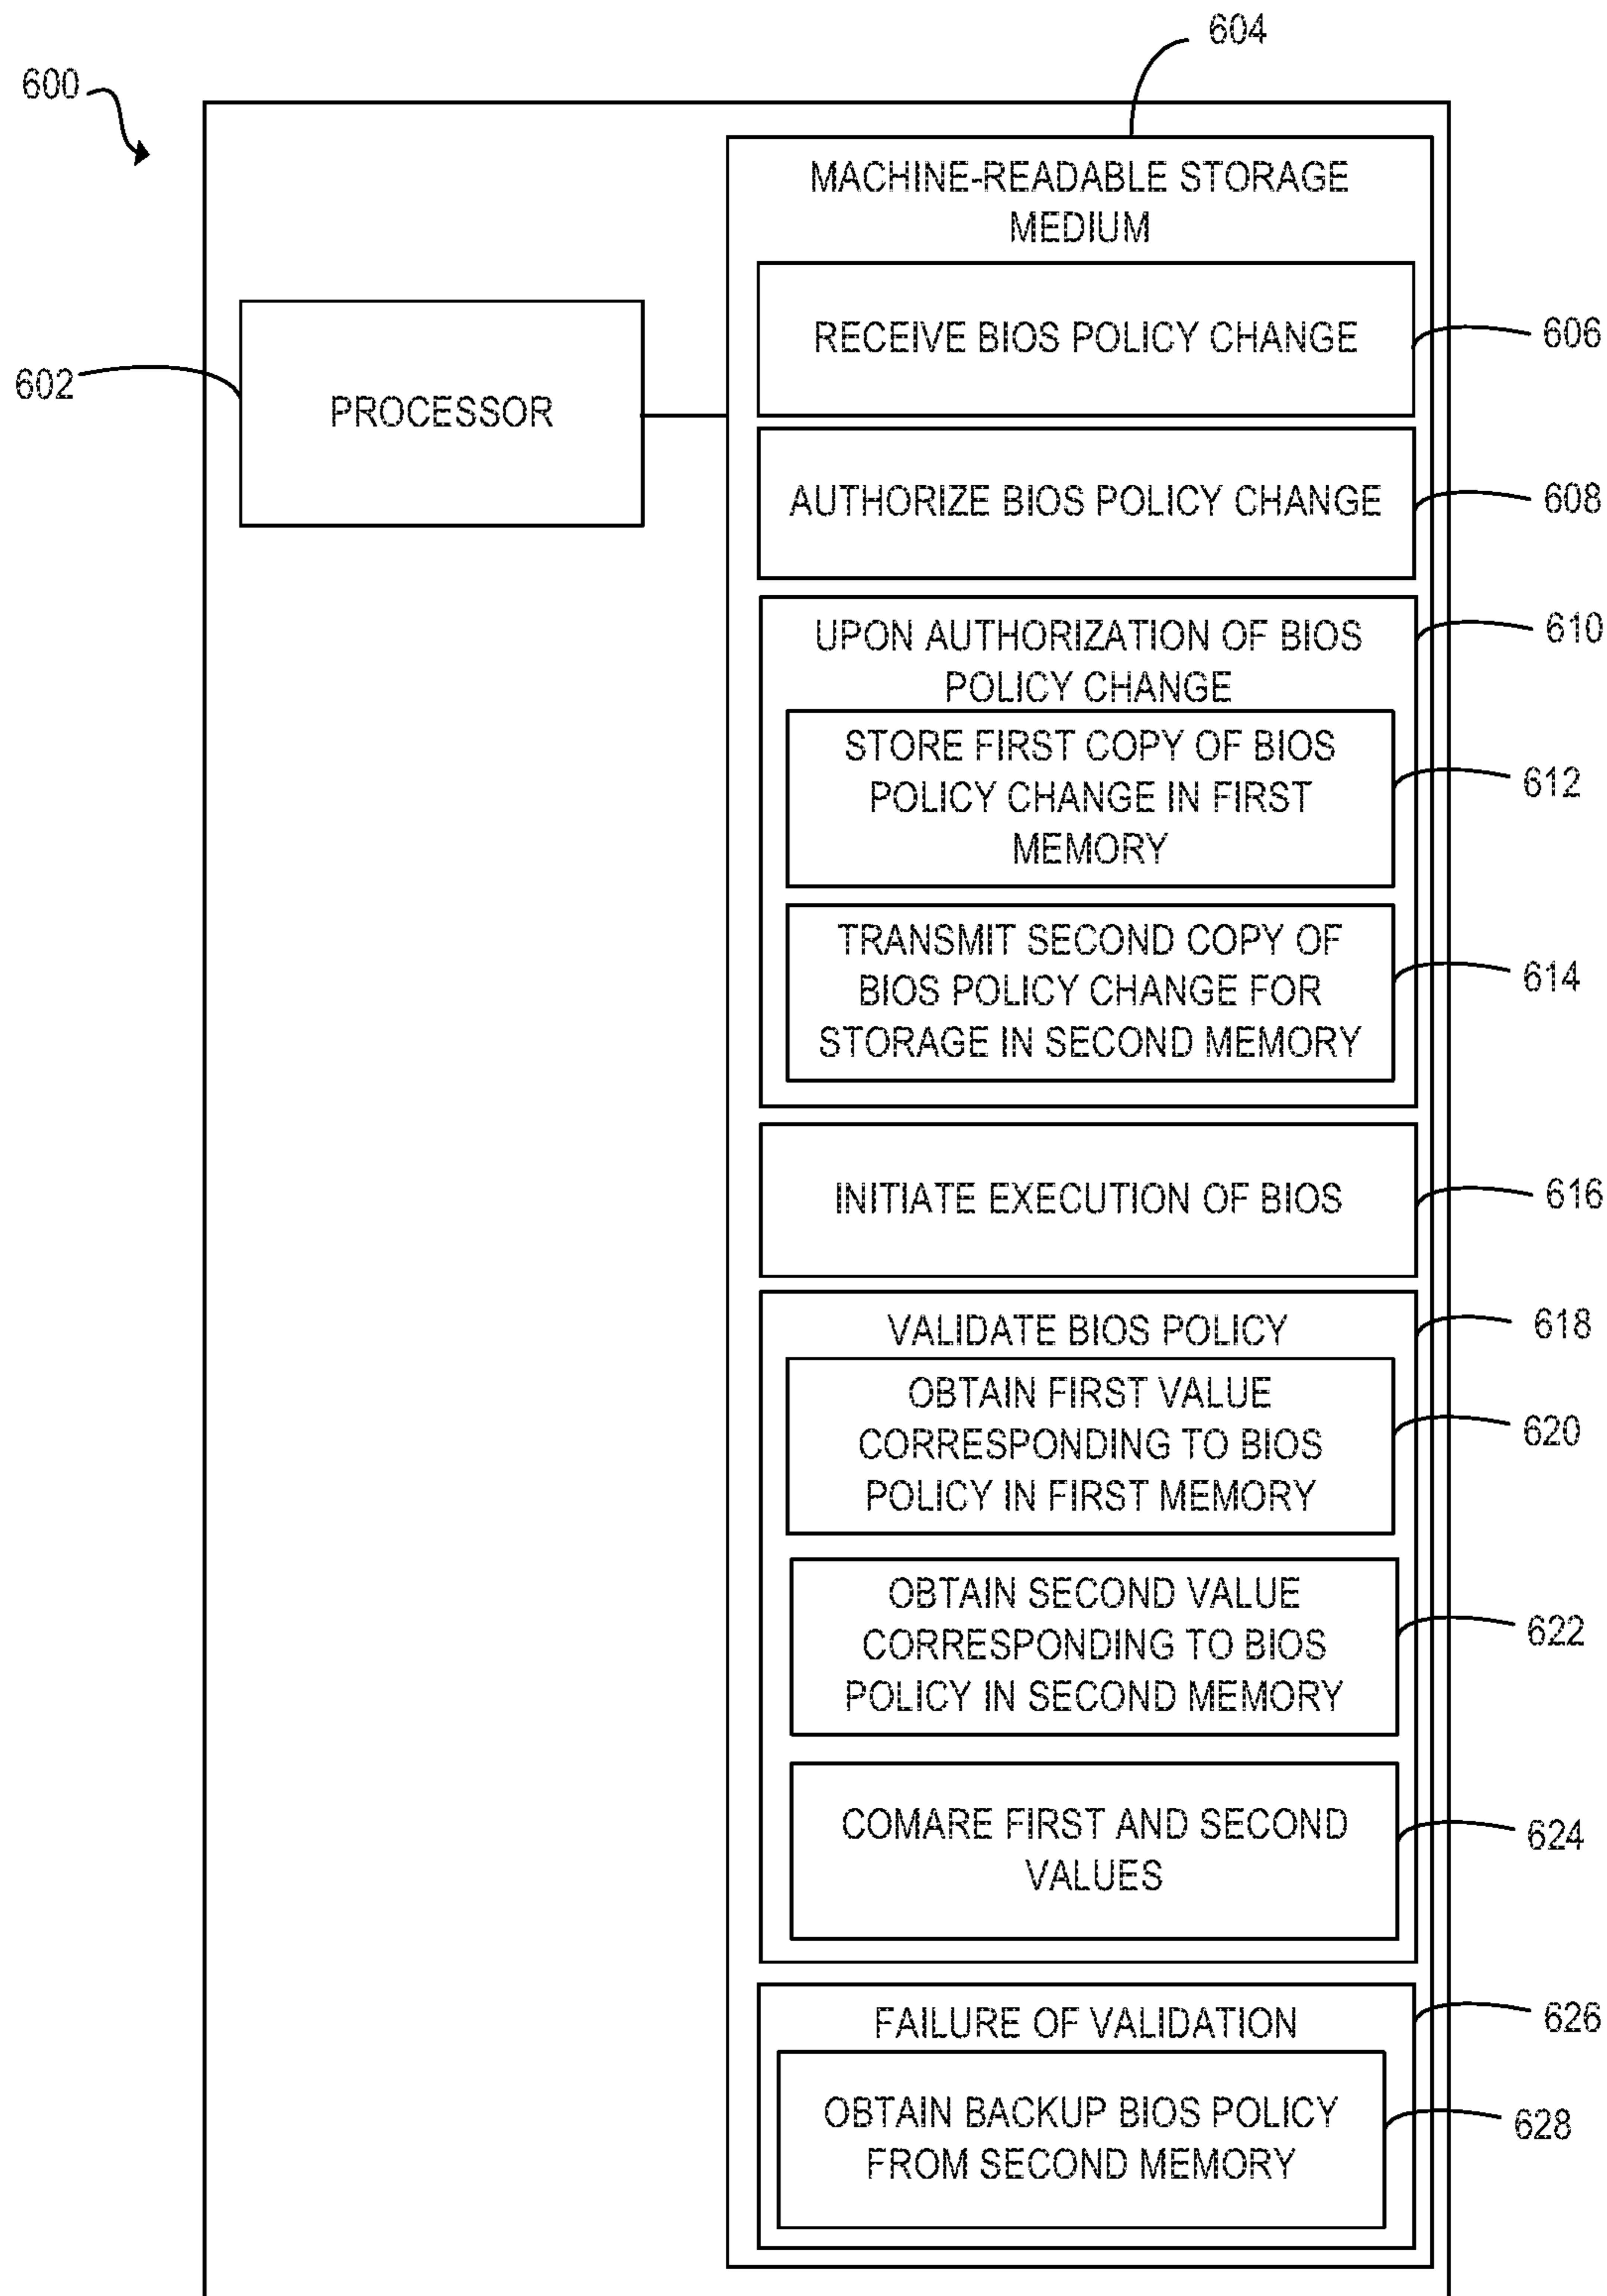 604
600
MACHINE-READABLE STORAGE
MEDIUM
RECEIVE BIOS POLICY CHANGE
606
602
PROCESSOR
AUTHORIZE BIOS POLICY CHANGE
608
UPON AUTHORIZATION OF BIOS
POLICY CHANGE
610
STORE FIRST COPY OF BIOS
POLICY CHANGE IN FIRST
MEMORY
612
TRANSMIT SECOND COPY OF
BIOS POLICY CHANGE FOR
STORAGE IN SECOND MEMORY
614
INITIATE EXECUTION OF BIOS
616
VALIDATE BIOS POLICY
618
OBTAIN FIRST VALUE
CORRESPONDING TO BIOS
POLICY IN FIRST MEMORY
620
OBTAIN SECOND VALUE
CORRESPONDING TO BIOS
POLICY IN SECOND MEMORY
622
COMARE FIRST AND SECOND
VALUES
624
FAILURE OF VALIDATION
626
OBTAIN BACKUP BIOS POLICY
FROM SECOND MEMORY
628